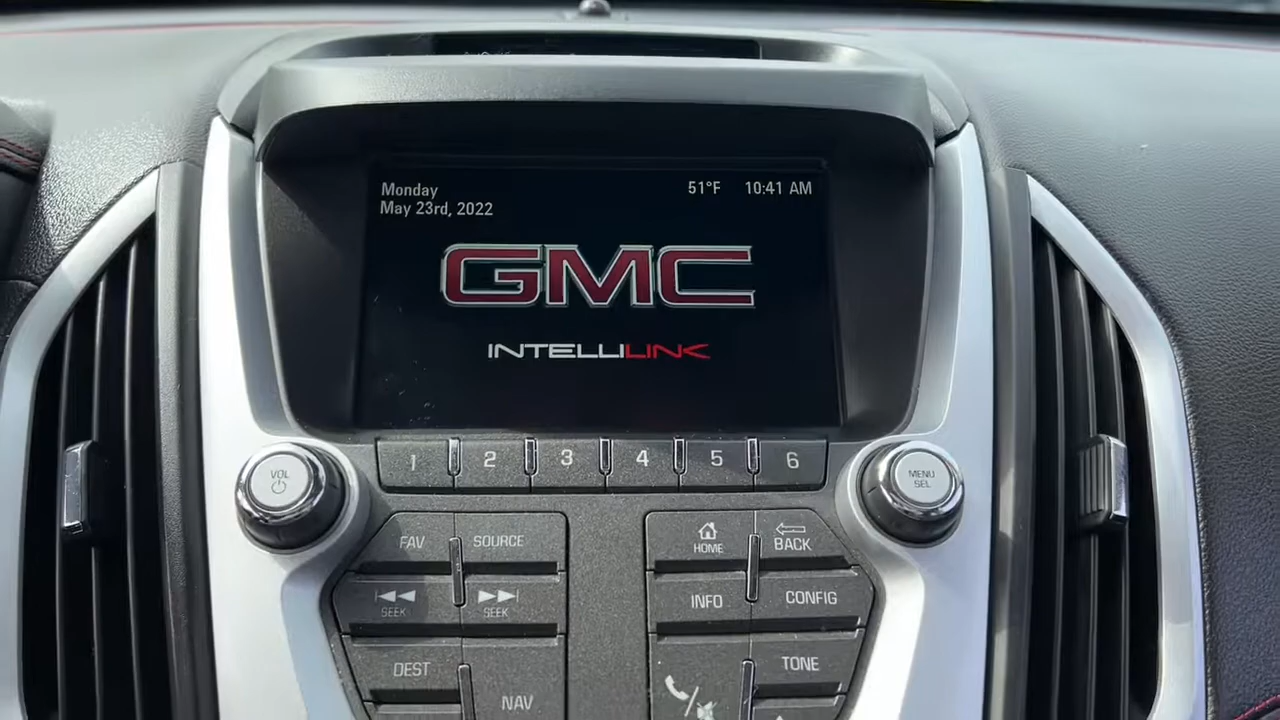 Monday
May 23rd, 2022
51°F 10:41 AM
GMC
INTELLILINK
1 2 3 4 5 6
VOL
MENU
SEL
FAV SOURCE
HOME BACK
SEEK SEEK
INFO CONFIG
DEST
NAV
TONE